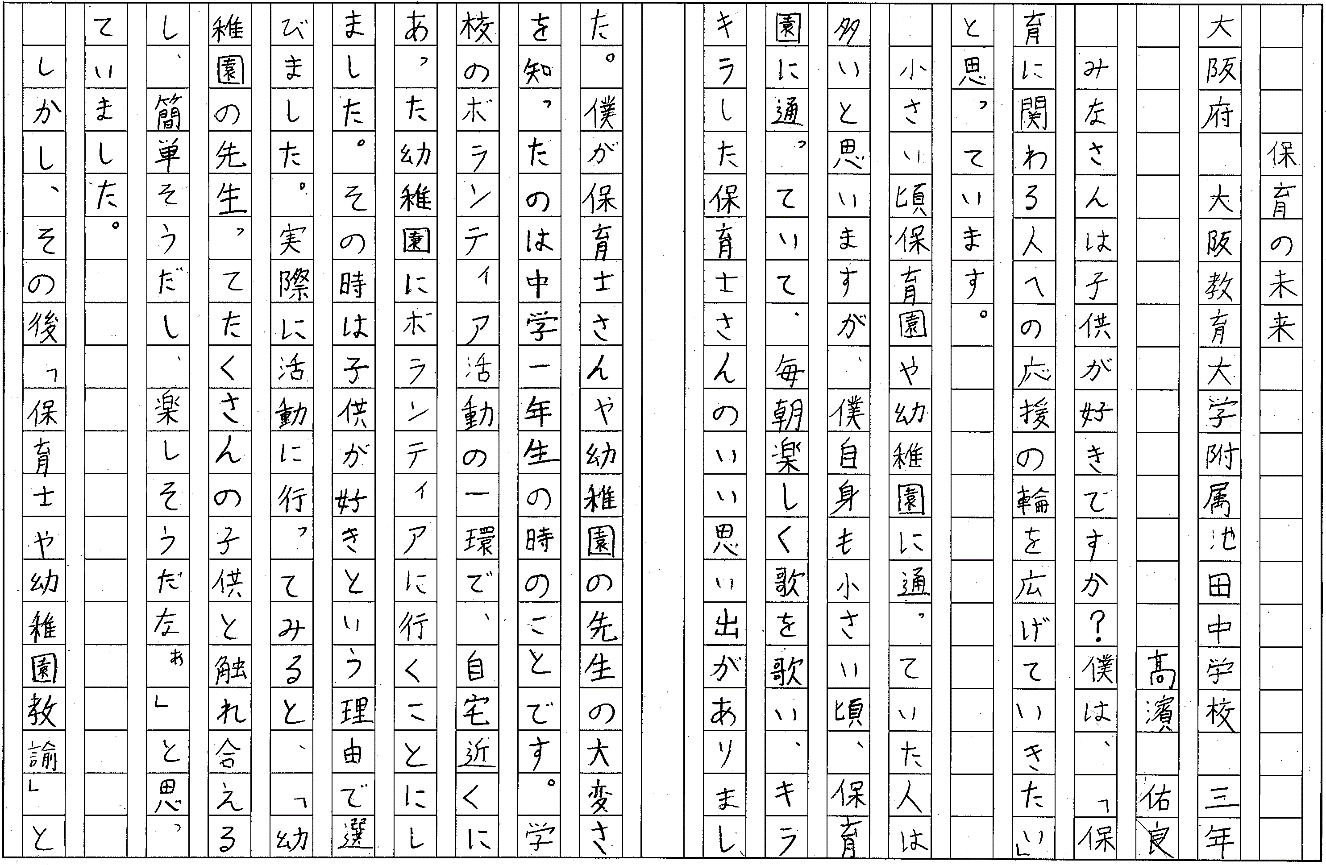 保育の未来
大阪府 大阪教育大学附属池田中学校 三年
髙濱 佑良
みなさんは子供が好きですか？僕は、「保
育に関わる人への応援の輪を広げていきたい」
と思っています。
小さい頃保育園や幼稚園に通っていた人は
多いと思いますが、僕自身も小さい頃、保育
園に通っていて、毎朝楽しく歌を歌い、キラ
キラした保育士さんのいい思い出がありまし
た。僕が保育士さんや幼稚園の先生の大変さ
を知ったのは中学一年生の時のことです。学
校のボランティア活動の一環で、自宅近くに
あった幼稚園にボランティアに行くことにし
ました。その時は子供が好きという理由で選
びました。実際に活動に行ってみると、「幼
稚園の先生ってたくさんの子供と触れ合える
し、簡単そうだし、楽しそうだなぁ」と思っ
ていました。
しかし、その後「保育士や幼稚園教諭」と